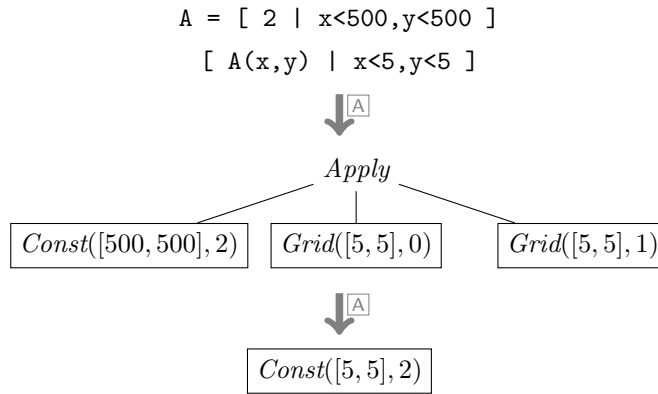 A = [ 2 | x<500,y<500 ]
[ A(x,y) | x<5,y<5 ]
A
Apply
Const([500, 500], 2) Grid([5, 5], 0) Grid([5, 5], 1)
A
Const([5, 5], 2)